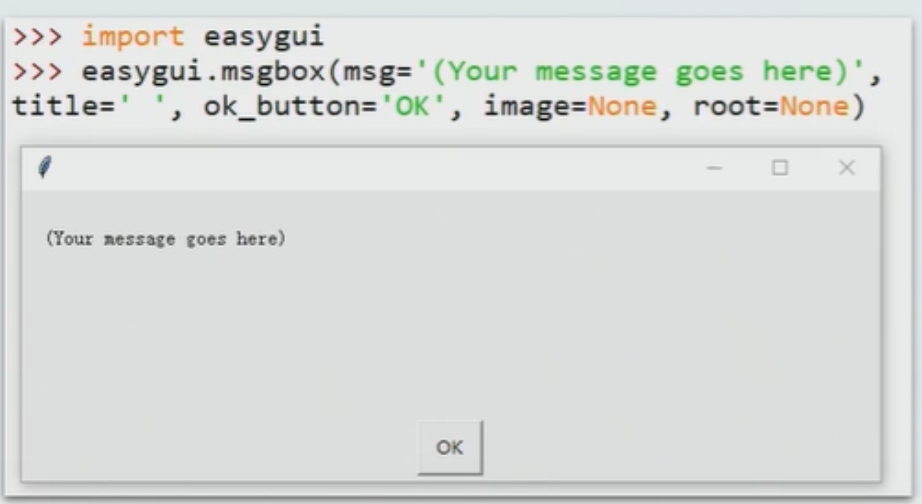 >>> import easygui
>>> easygui.msgbox(msg='(Your message goes here)',
title=' ', ok_button='OK', image=None, root=None)
(Your message goes here)
OK